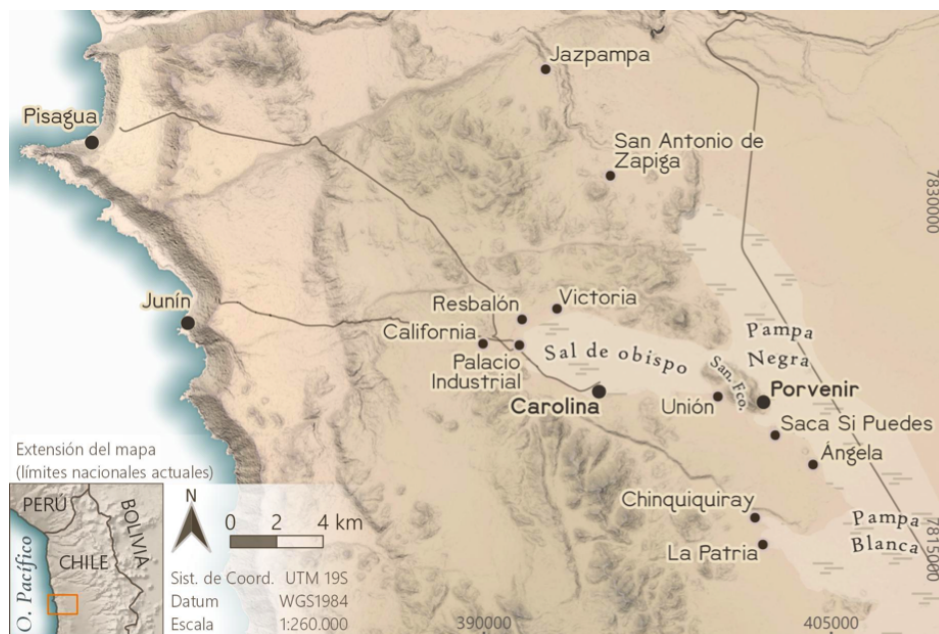 Jazpampa
Pisagua
San Antonio de
Zapiga
7830000
Junín
Resbalón
Victoria
California
Palacio
Industrial
Sal de obispo
Pampa
Negra
San. Fco.
Carolina
Unión
Porvenir
Saca Si Puedes
Ángela
Extensión del mapa
(límites nacionales actuales)
Chinquiquiray
La Patria
Pampa
Blanca
7815000
PERÚ
BOLIVIA
CHILE
O. Pacífico
N
0 2 4 km
Sist. de Coord. UTM 19S
Datum WGS1984
Escala 1:260.000
390000
405000